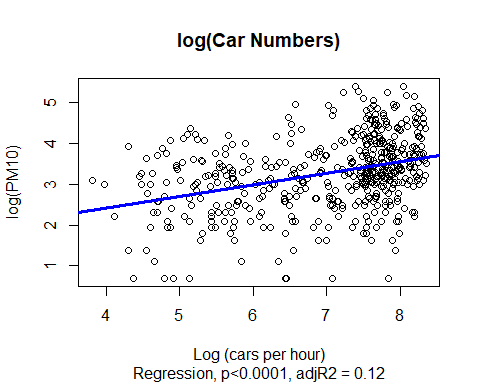 log(Car Numbers)
log(PM10)
5
4
3
2
1
4 5 6 7 8
Log (cars per hour)
Regression, p<0.0001, adjR2 = 0.12